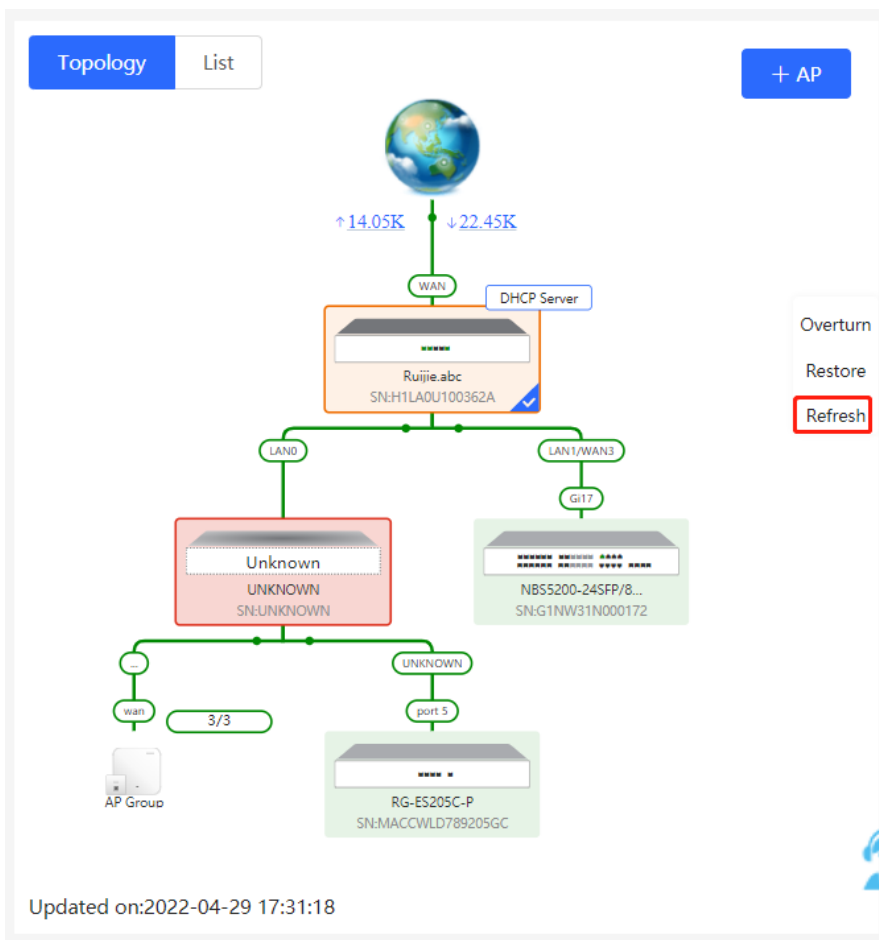 Topology
List
+ AP
↑14.05K
↓22.45K
WAN
DHCP Server
Overturn
Ruijie.abc
Restore
SN:H1LA0U100362A
Refresh
LAN0
LAN1/WAN3
Gi17
Unknown
UNKNOWN
NBS5200-24SFP/8...
SN:UNKNOWN
SN:G1NW31N000172
...
UNKNOWN
wan
3/3
port 5
AP Group
RG-ES205C-P
SN:MACCWLD789205GC
Updated on:2022-04-29 17:31:18